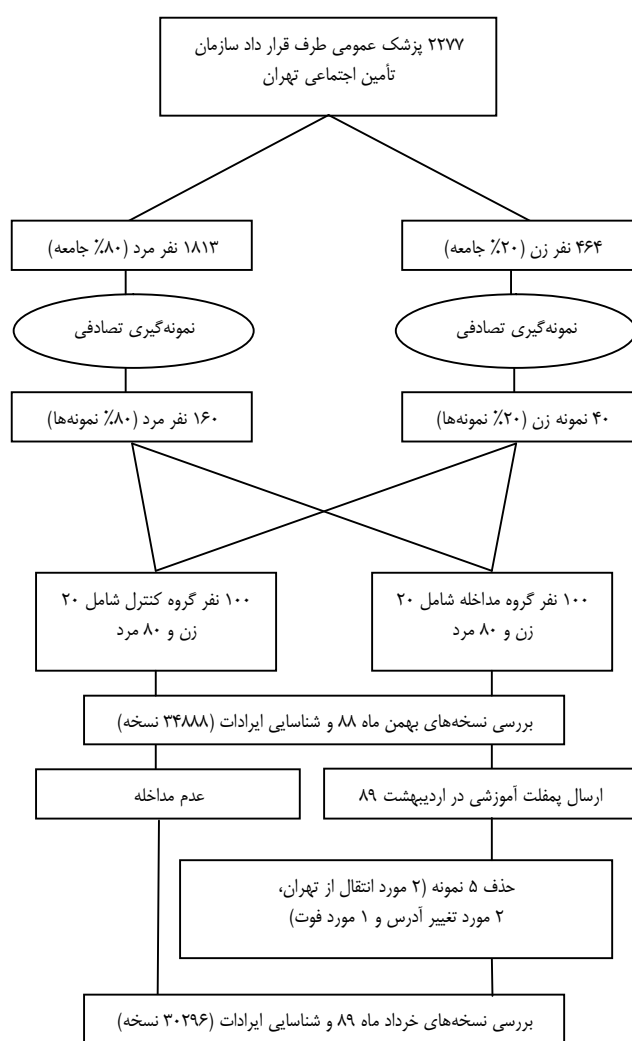 ۲۲۷۷ پزشک عمومی طرف قرار داد سازمان
تأمین اجتماعی تهران
۴۶۴ نفر زن (۲۰٪ جامعه)
۱۸۱۳ نفر مرد (۸۰٪ جامعه)
نمونه‌گیری تصادفی
نمونه‌گیری تصادفی
۴۰ نمونه زن (۲۰٪ نمونه‌ها)
۱۶۰ نفر مرد (۸۰٪ نمونه‌ها)
۱۰۰ نفر گروه مداخله شامل ۲۰
زن و ۸۰ مرد
۱۰۰ نفر گروه کنترل شامل ۲۰
زن و ۸۰ مرد
بررسی نسخه‌های بهمن ماه ۸۸ و شناسایی ایرادات (۳۴۸۸۸ نسخه)
ارسال پمفلت آموزشی در اردیبهشت ۸۹
عدم مداخله
حذف ۵ نمونه (۲ مورد انتقال از تهران،
۲ مورد تغییر آدرس و ۱ مورد فوت)
بررسی نسخه‌های خرداد ماه ۸۹ و شناسایی ایرادات (۳۰۲۹۶ نسخه)